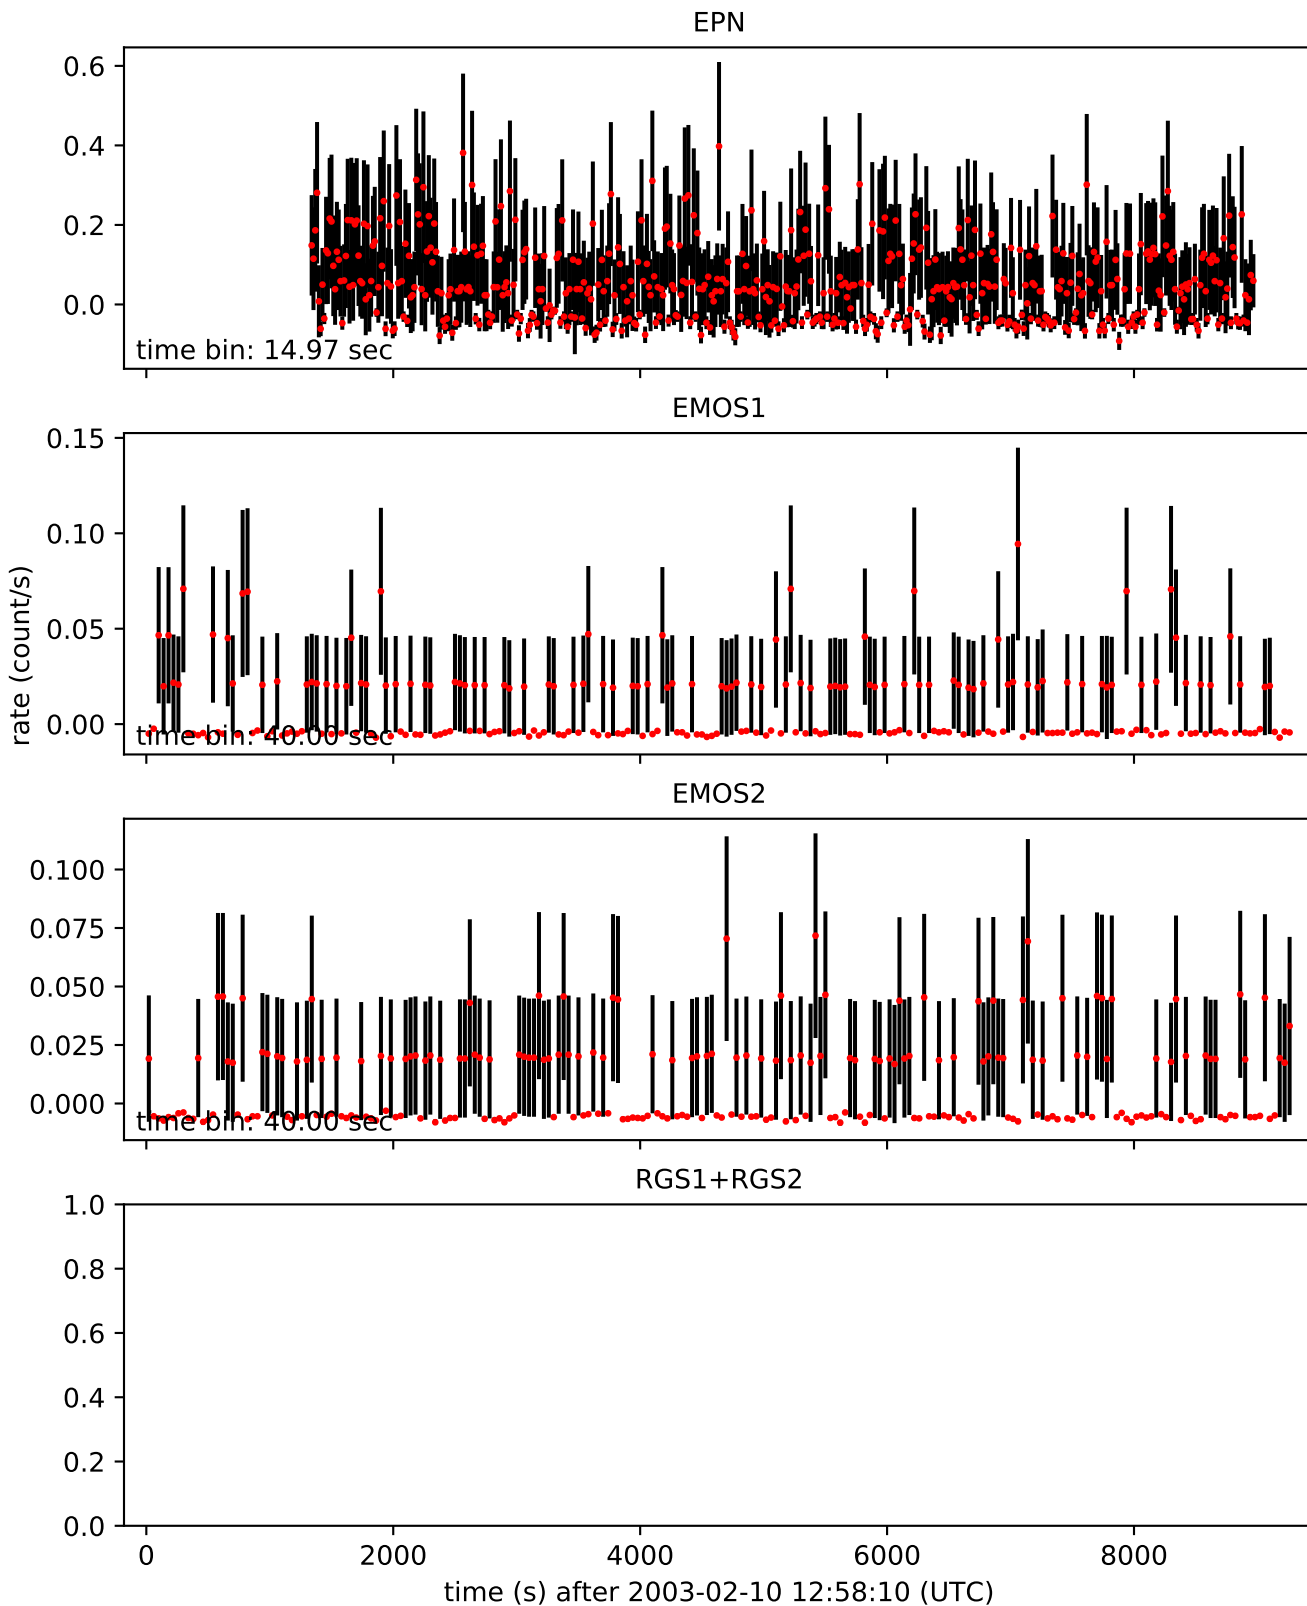 EPN
0.6
0.4
0.2
0.0
time bin: 14.97 sec
EMOS1
0.15
0.10
0.05
0.00
time bin: 40.00 sec
rate (count/s)
EMOS2
0.100
0.075
0.050
0.025
0.000
time bin: 40.00 sec
RGS1+RGS2
1.0
0.8
0.6
0.4
0.2
0.0
0 2000 4000 6000 8000
time (s) after 2003-02-10 12:58:10 (UTC)